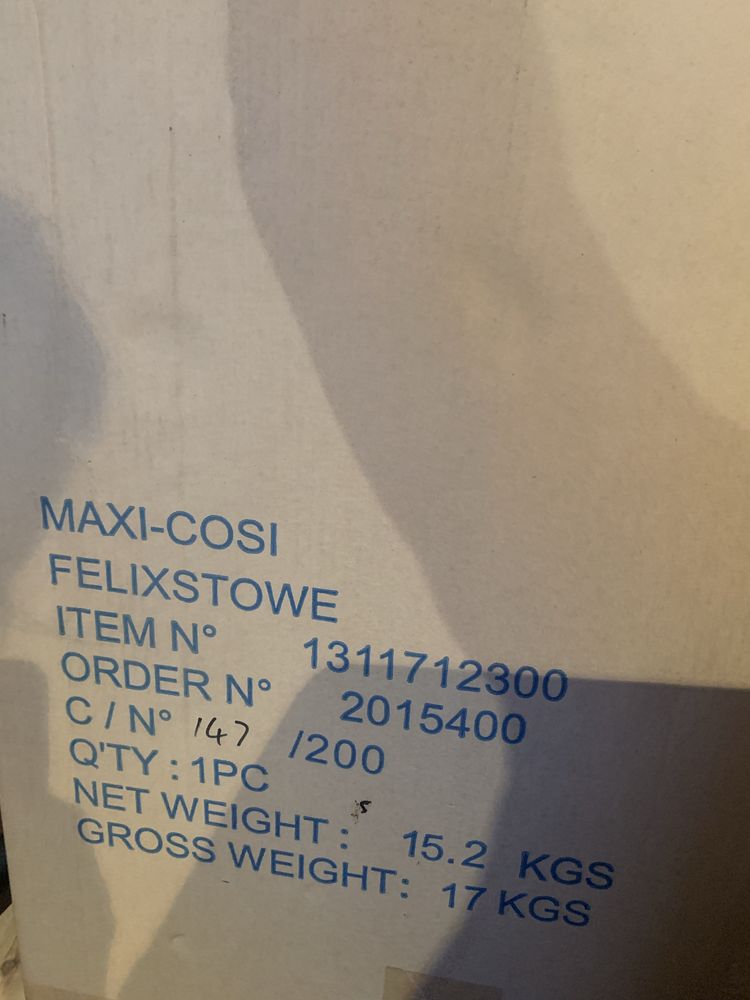 MAXI-COSI
FELIXSTOWE
ITEM N° 1311712300
ORDER N° 2015400
C / N° 147 /200
Q'TY : 1PC
NET WEIGHT : 15.2 KGS
GROSS WEIGHT: 17 KGS